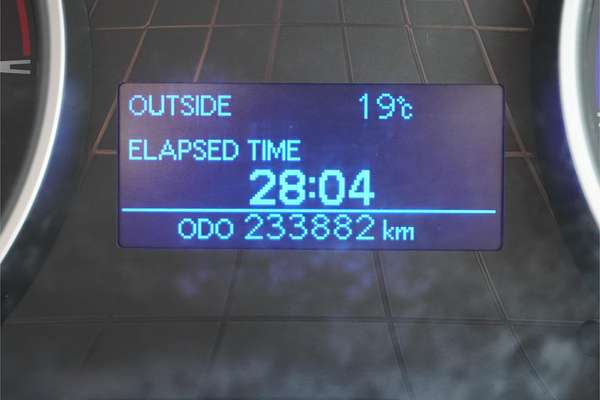 OUTSIDE 19℃
ELAPSED TIME
28:04
ODO 233882 km